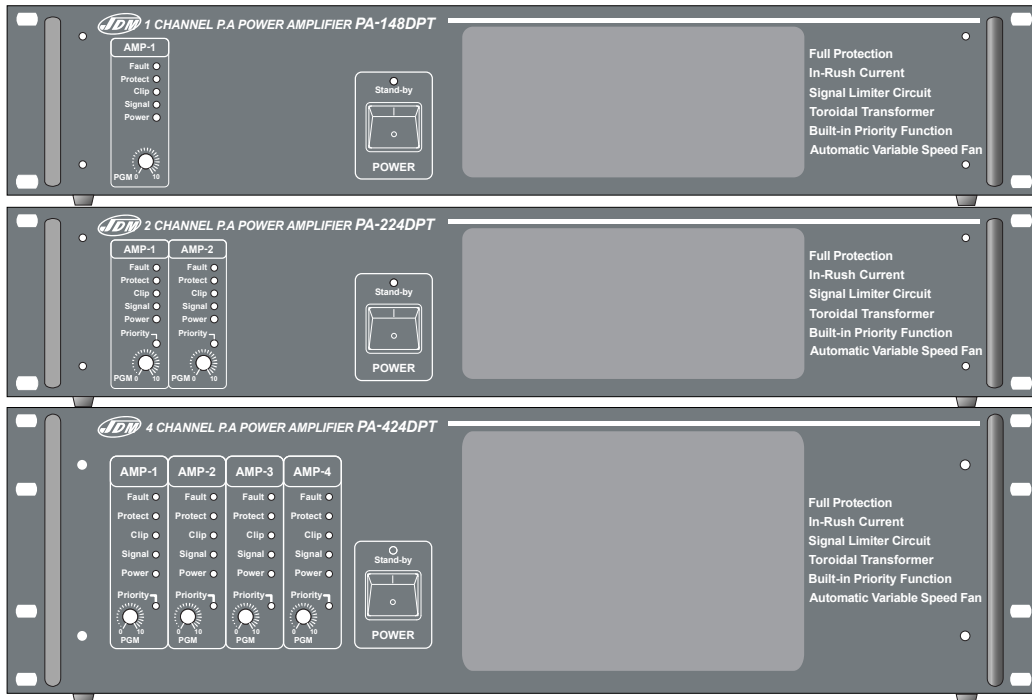 JDM 1 CHANNEL P.A POWER AMPLIFIER PA-148DPT
AMP-1
Fault
Protect
Clip
Signal
Power
PGM 0 10
Stand-by
POWER
Full Protection
In-Rush Current
Signal Limiter Circuit
Toroidal Transformer
Built-in Priority Function
Automatic Variable Speed Fan
JDM 2 CHANNEL P.A POWER AMPLIFIER PA-224DPT
AMP-1 AMP-2
Fault Fault
Protect Protect
Clip Clip
Signal Signal
Power Power
Priority Priority
PGM 0 10 PGM 0 10
Stand-by
POWER
Full Protection
In-Rush Current
Signal Limiter Circuit
Toroidal Transformer
Built-in Priority Function
Automatic Variable Speed Fan
JDM 4 CHANNEL P.A POWER AMPLIFIER PA-424DPT
AMP-1 AMP-2 AMP-3 AMP-4
Fault Fault Fault Fault
Protect Protect Protect Protect
Clip Clip Clip Clip
Signal Signal Signal Signal
Power Power Power Power
Priority Priority Priority Priority
0 10 0 10 0 10 0 10
PGM PGM PGM PGM
Stand-by
POWER
Full Protection
In-Rush Current
Signal Limiter Circuit
Toroidal Transformer
Built-in Priority Function
Automatic Variable Speed Fan